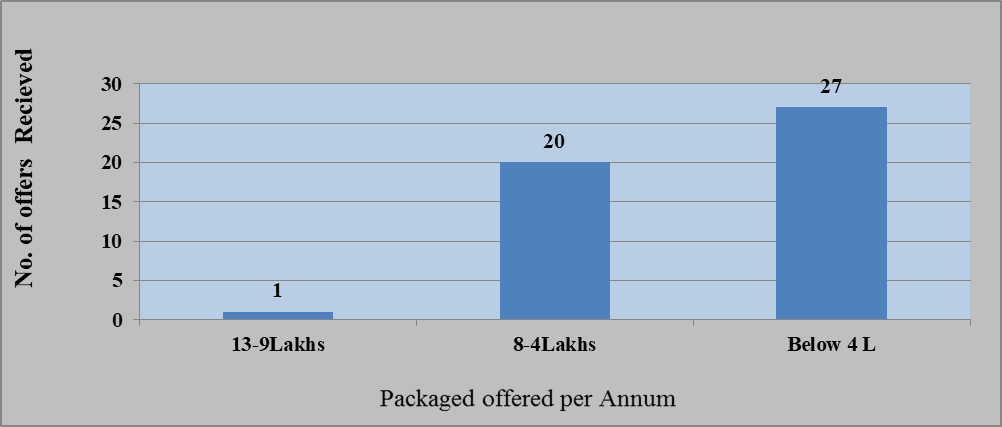 No. of offers  Recieved
30
25
20
15
10
5
0
1
20
27
13-9Lakhs
8-4Lakhs
Below 4 L
Packaged offered per Annum